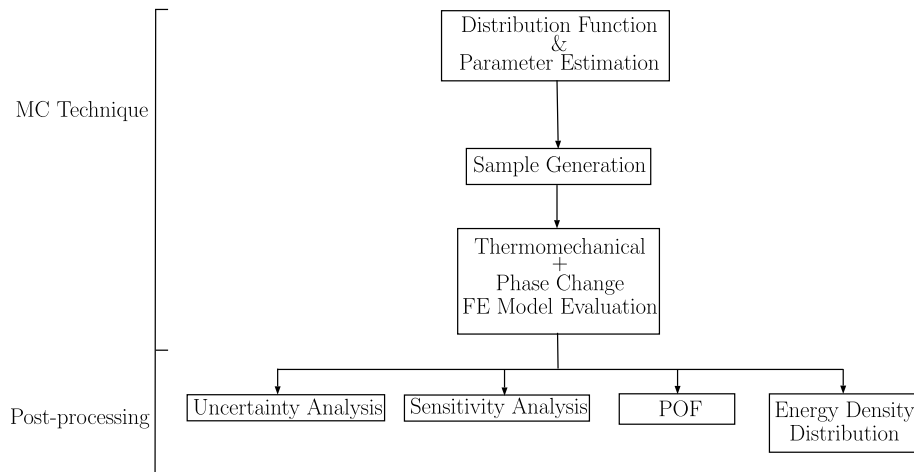 Distribution Function
&
Parameter Estimation
MC Technique
Sample Generation
Thermomechanical
+
Phase Change
FE Model Evaluation
Post-processing
Uncertainty Analysis
Sensitivity Analysis
POF
Energy Density
Distribution